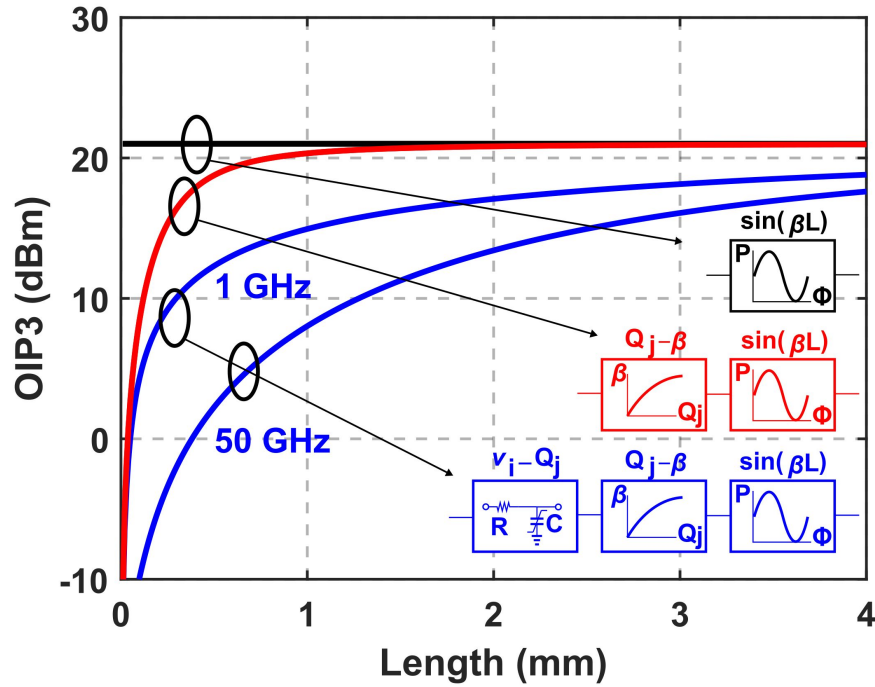 30
20
10
0
-10
OIP3 (dBm)
1 GHz
50 GHz
sin(βL)
P
Φ
Qj–β
sin(βL)
β
Qj
P
Φ
vi–Qj
Qj–β
sin(βL)
R
C
β
Qj
P
Φ
0
1
2
3
4
Length (mm)